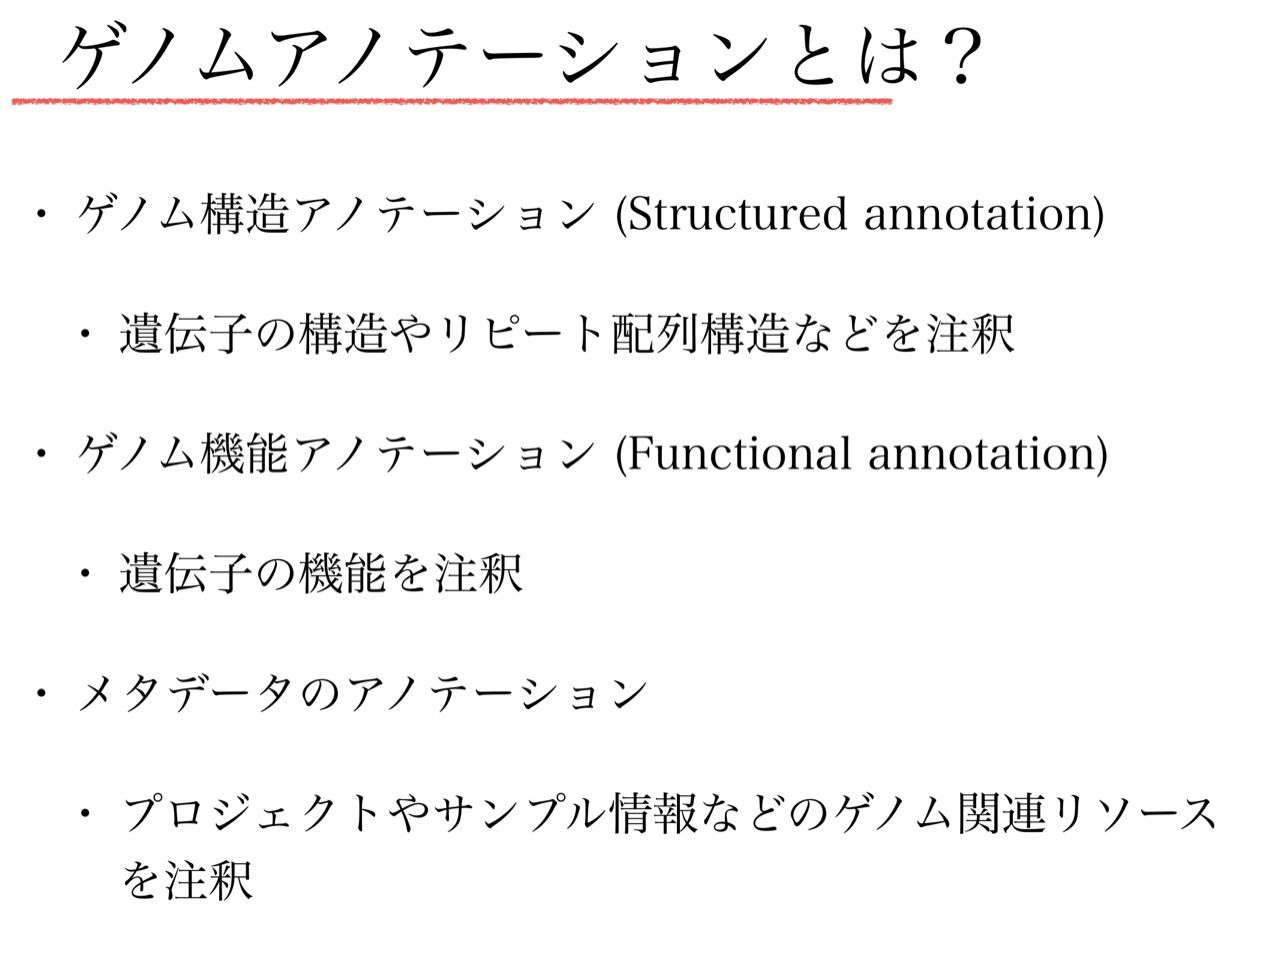 ゲノムアノテーションとは？
・ゲノム構造アノテーション (Structured annotation)
・遺伝子の構造やリピート配列構造などを注釈
・ゲノム機能アノテーション (Functional annotation)
・遺伝子の機能を注釈
・メタデータのアノテーション
・プロジェクトやサンプル情報などのゲノム関連リソース
を注釈